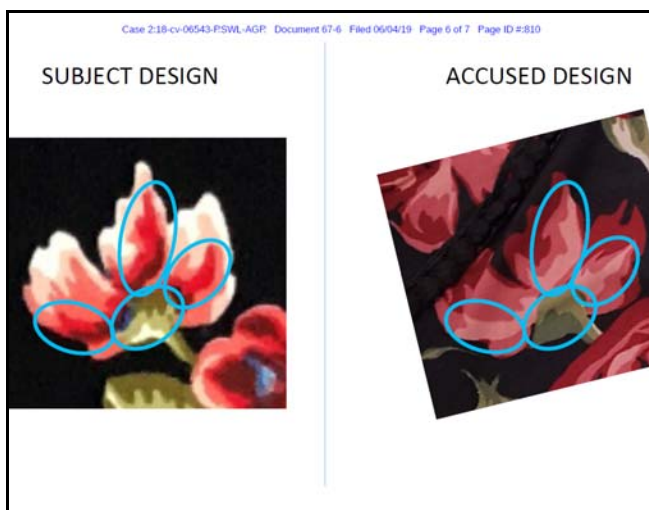 Case 2:18-cv-06543-PSWL-AGR Document 67-6 Filed 06/04/19 Page 6 of 7 Page ID #:810
SUBJECT DESIGN
ACCUSED DESIGN